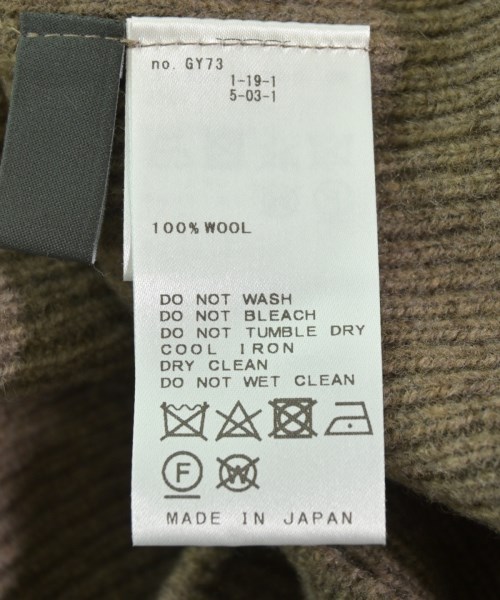 no. GY73
1-19-1
5-03-1
100% WOOL
DO NOT WASH
DO NOT BLEACH
DO NOT TUMBLE DRY
COOL IRON
DRY CLEAN
DO NOT WET CLEAN
F W
MADE IN JAPAN